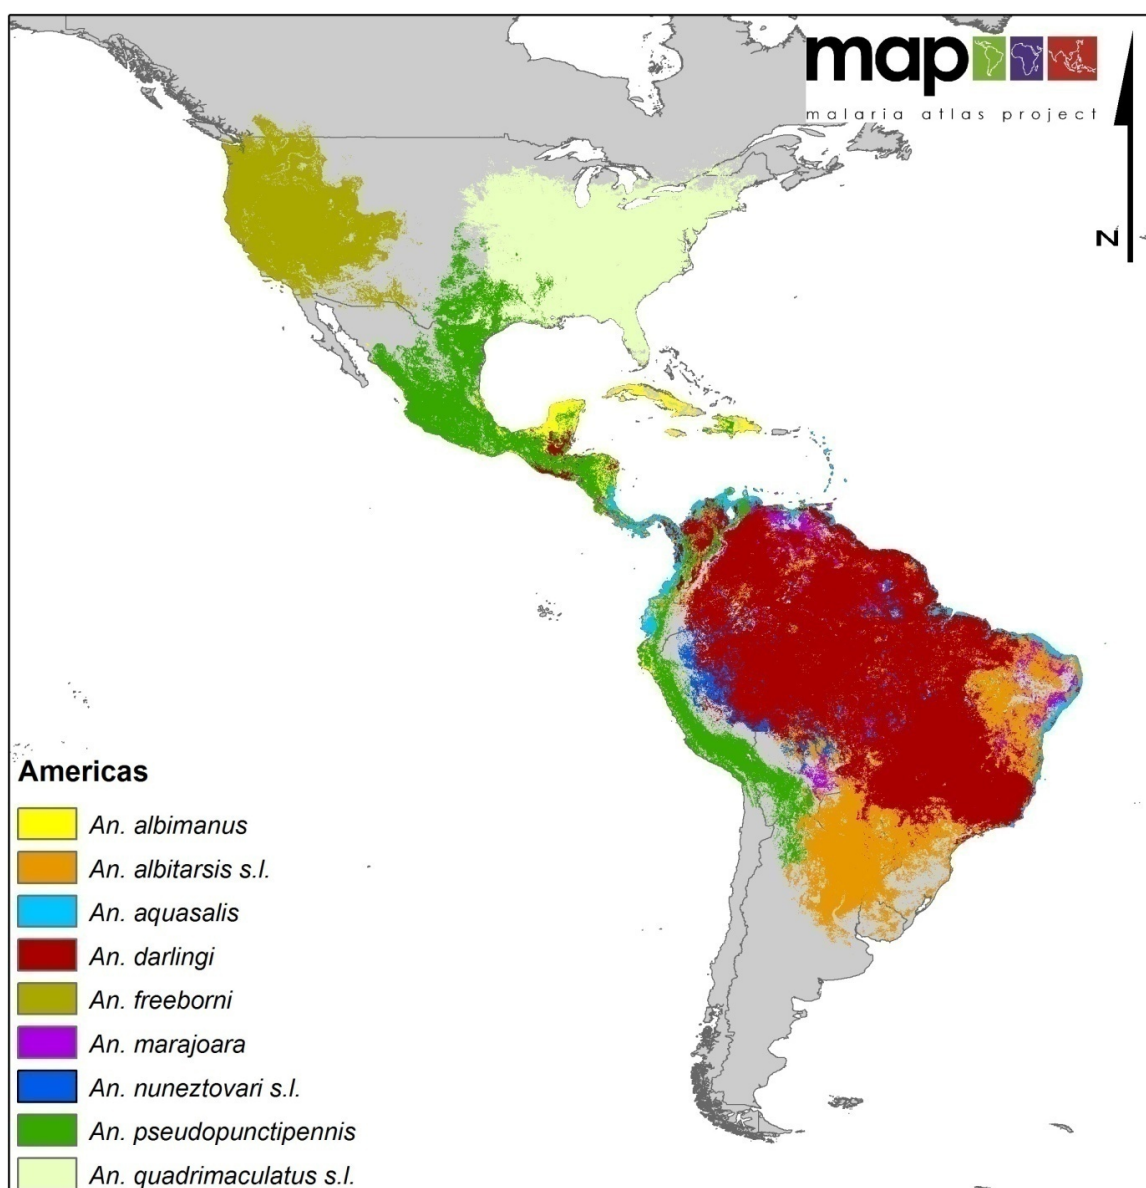 map
malaria atlas project
N
Americas
An. albimanus
An. albitarsis s.l.
An. aquasalis
An. darlingi
An. freeborni
An. marajoara
An. nuneztovari s.l.
An. pseudopunctipennis
An. quadrimaculatus s.l.